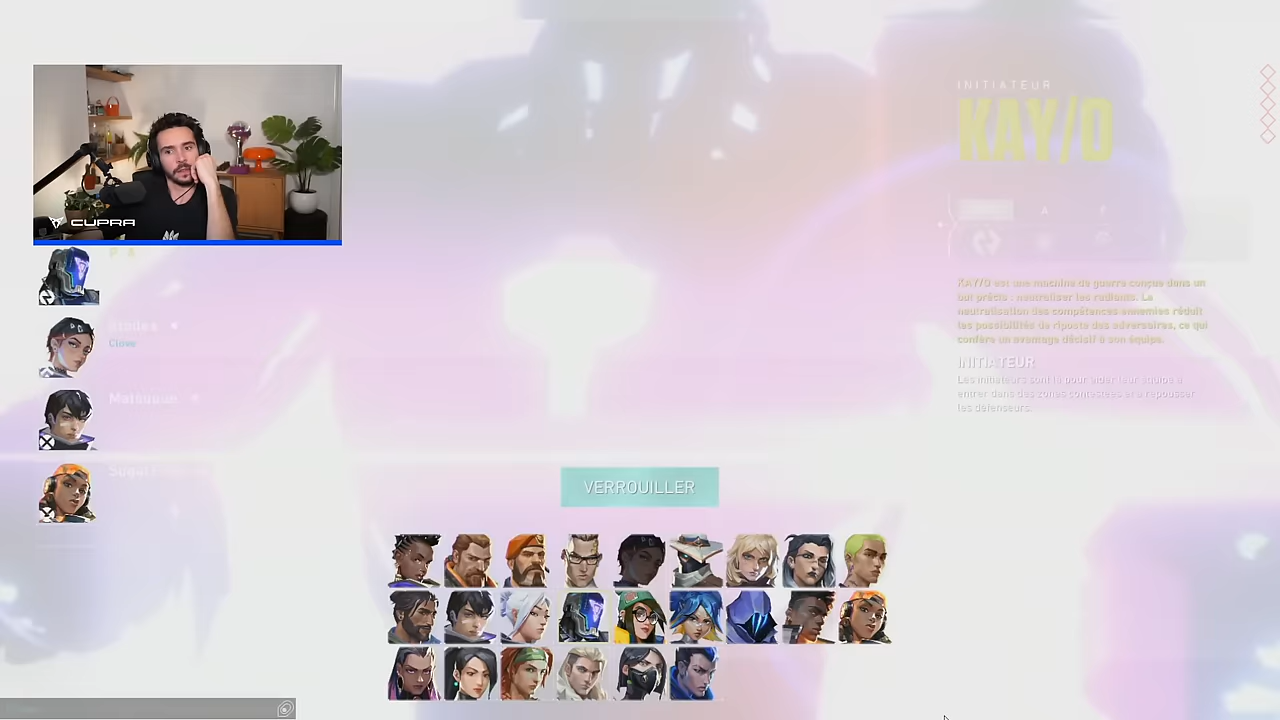 INITIATEUR
KAY/O
CUPRA
Clove
KAY/O est une machine de guerre conçue dans un
but précis : neutraliser les radiants. La
neutralisation des compétences ennemies réduit
les possibilités de riposte des adversaires, ce qui
confère un avantage décisif à son équipe.
INITIATEUR
Les initiateurs sont là pour aider leur équipe à
entrer dans des zones contestées et à repousser
les défenseurs.
VERROUILLER